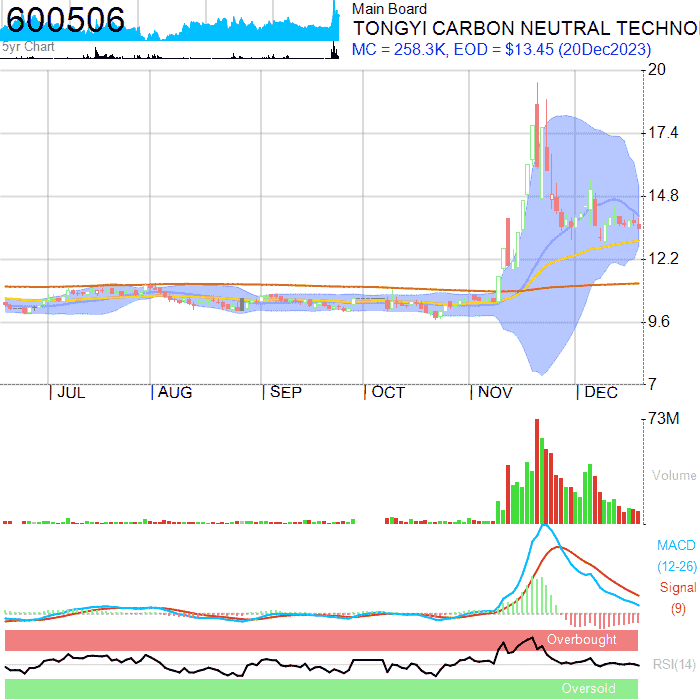 600506
5yr Chart
Main Board
TONGYI CARBON NEUTRAL TECHNO
MC = 258.3K, EOD = $13.45 (20Dec2023)
20
17.4
14.8
12.2
9.6
7
JUL AUG SEP OCT NOV DEC
73M
Volume
MACD
(12-26)
Signal
(9)
Overbought
RSI(14)
Oversold